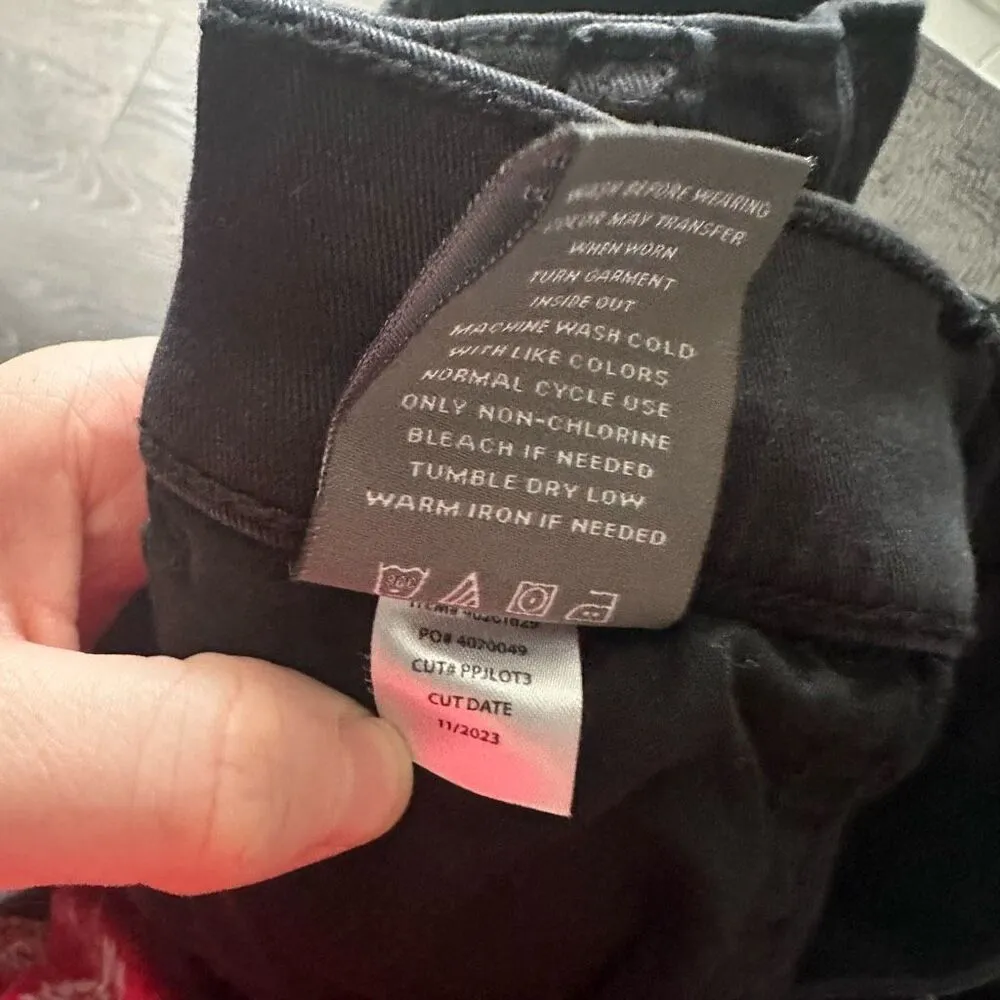 WASH BEFORE WEARING
COLOR MAY TRANSFER
WHEN WORN
TURN GARMENT
INSIDE OUT
MACHINE WASH COLD
WITH LIKE COLORS
NORMAL CYCLE USE
ONLY NON-CHLORINE
BLEACH IF NEEDED
TUMBLE DRY LOW
WARM IRON IF NEEDED
ITEM# 40201829
PO# 4020049
CUT# PPJLOT3
CUT DATE
11/2023